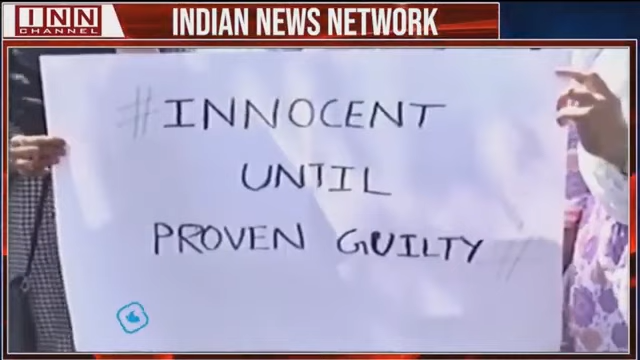 INN
CHANNEL
INDIAN NEWS NETWORK
#INNOCENT
UNTIL
PROVEN GUILTY #